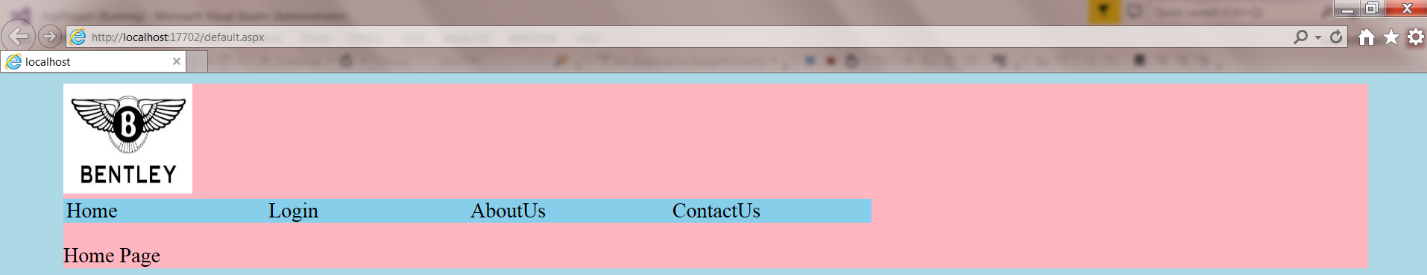 http://localhost:17702/default.aspx
localhost
B
BENTLEY
Home Login AboutUs ContactUs
Home Page